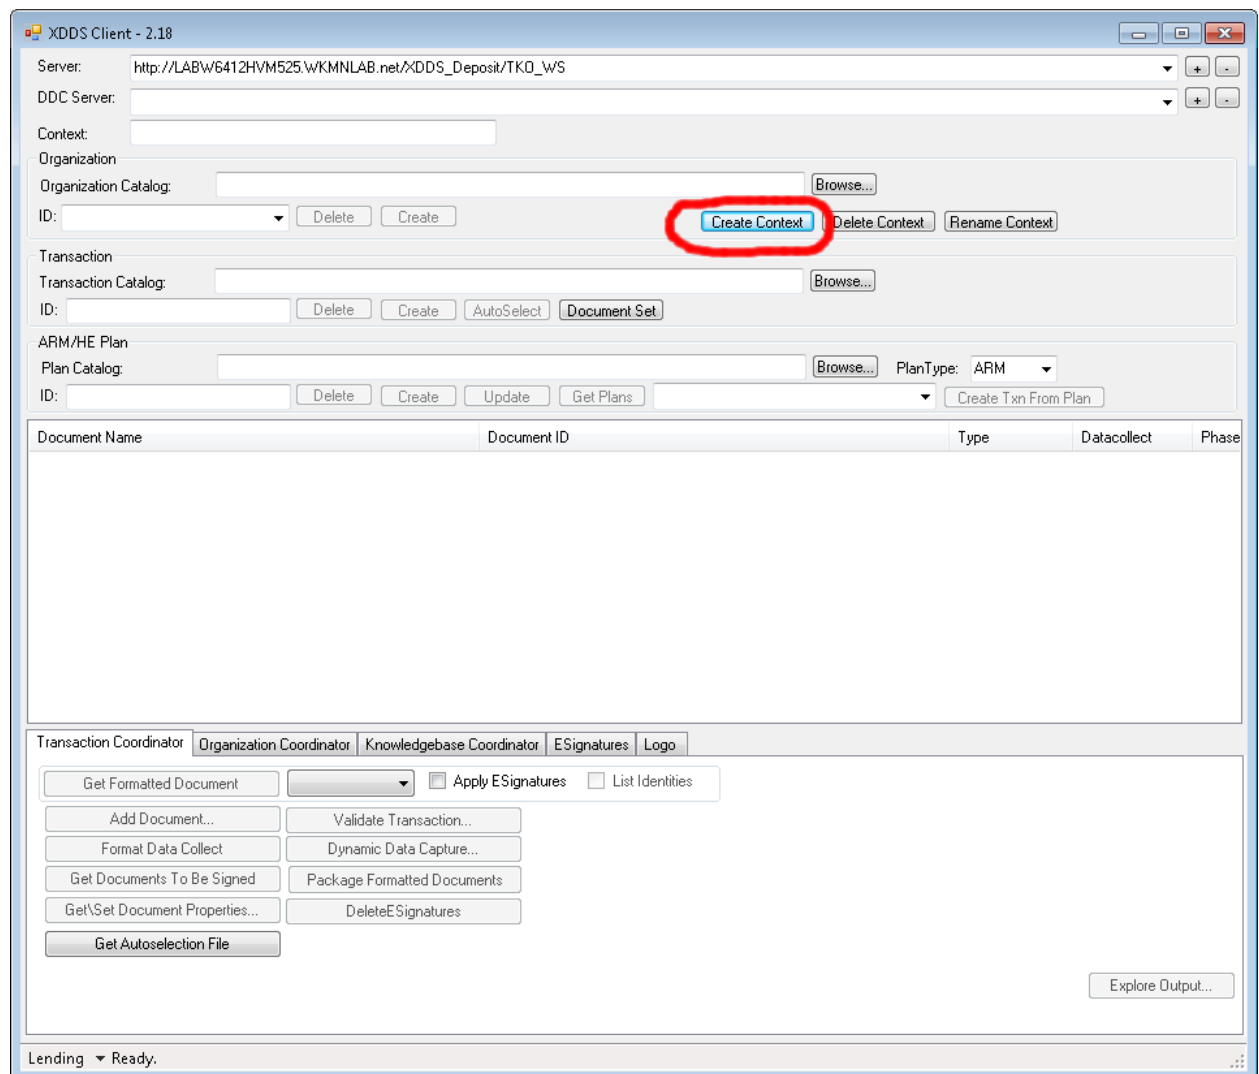 XDDS Client - 2.18
Server: http://LABW6412HVM525.WKMNLAB.net/XDDS_Deposit/TKO_WS + -
DDC Server: + -
Context:
Organization
Organization Catalog: Browse...
ID: Delete Create Create Context Delete Context Rename Context
Transaction
Transaction Catalog: Browse...
ID: Delete Create AutoSelect Document Set
ARM/HE Plan
Plan Catalog: Browse... PlanType: ARM
ID: Delete Create Update Get Plans Create Txn From Plan
Document Name Document ID Type Datacollect Phase
Transaction Coordinator Organization Coordinator Knowledgebase Coordinator ESignatures Logo
Get Formatted Document Apply ESignatures List Identities
Add Document... Validate Transaction...
Format Data Collect Dynamic Data Capture...
Get Documents To Be Signed Package Formatted Documents
Get\Set Document Properties... DeleteESignatures
Get Autoselection File
Explore Output...
Lending Ready.